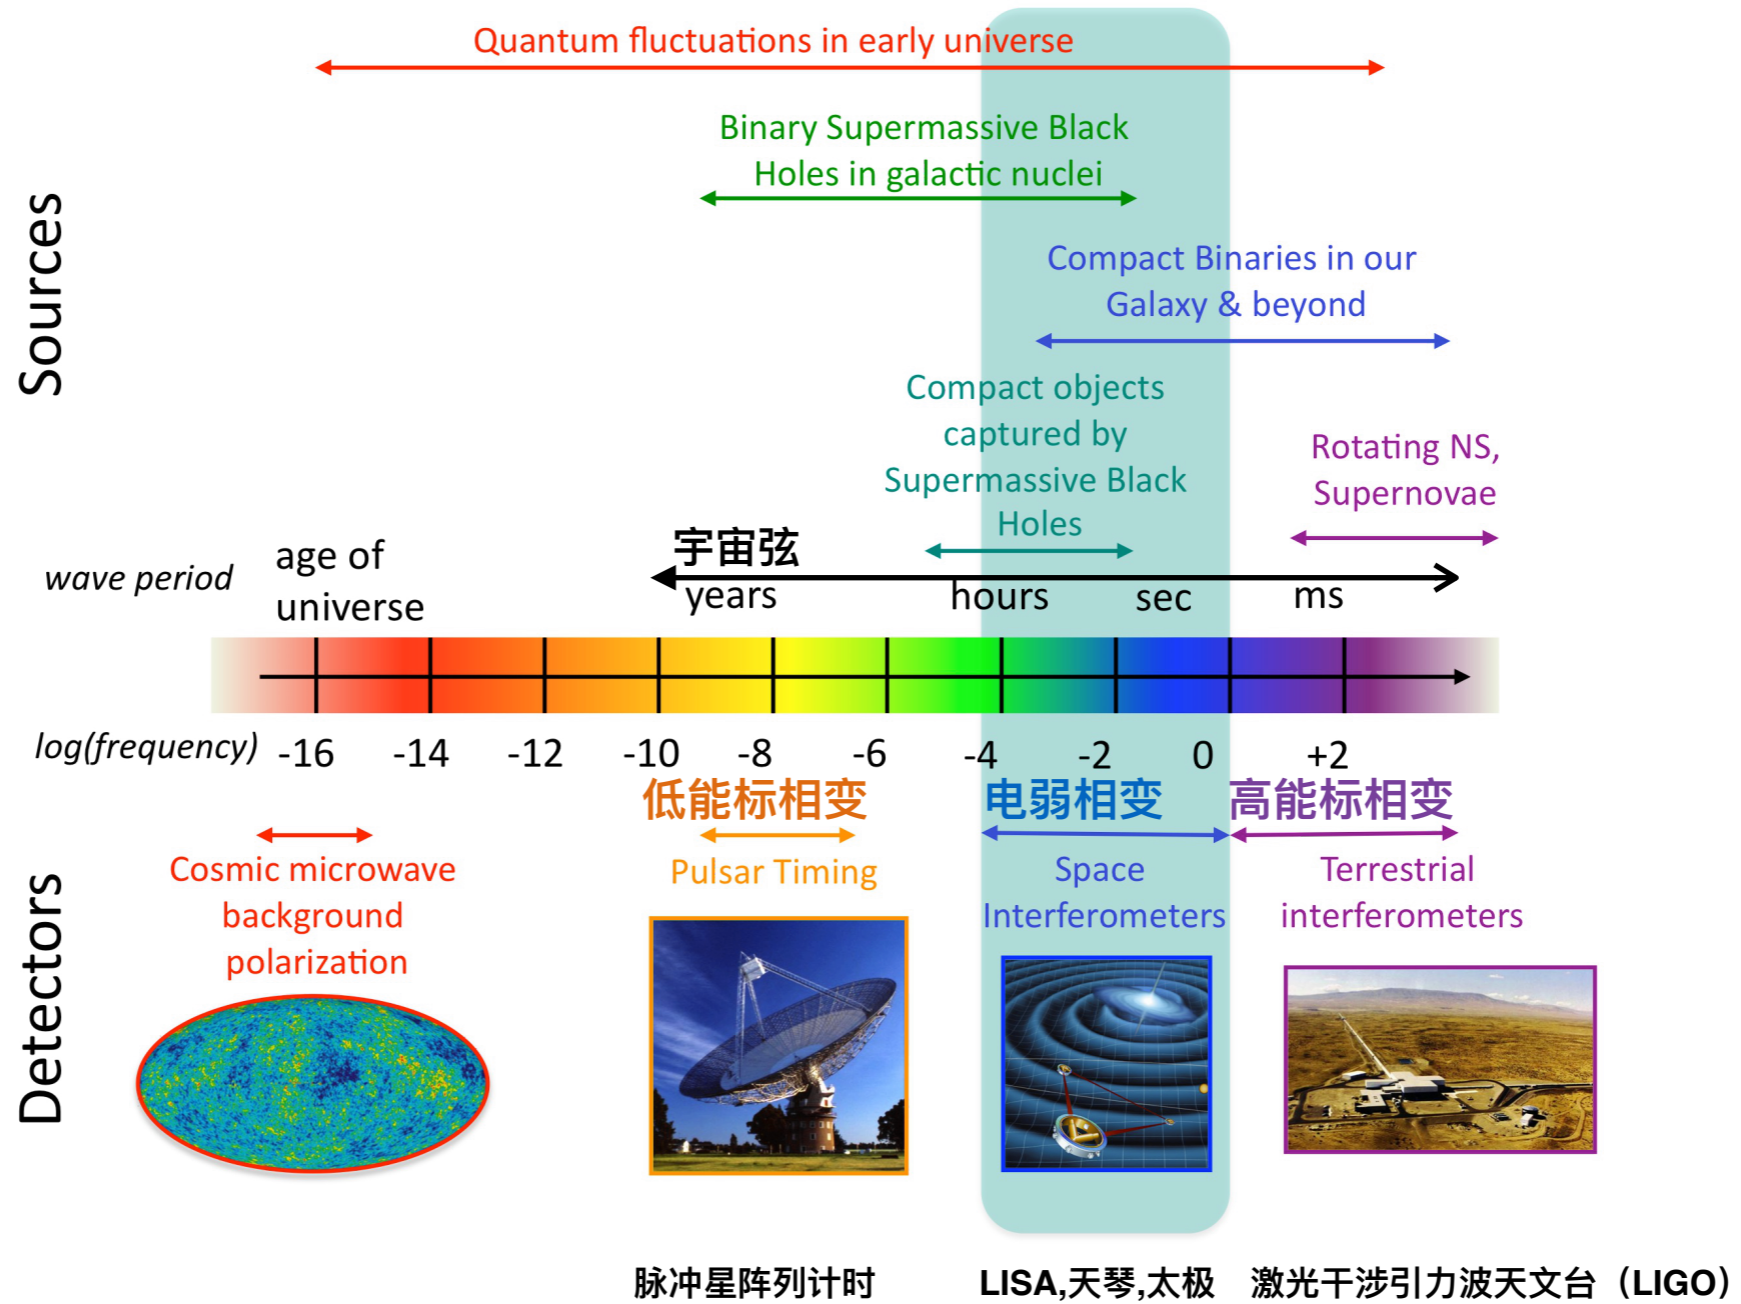 Quantum fluctuations in early universe
Binary Supermassive Black
Holes in galactic nuclei
Compact Binaries in our
Galaxy & beyond
Sources
Compact objects
captured by
Supermassive Black
Holes
Rotating NS,
Supernovae
宇宙弦
wave period
age of
universe
years
hours
sec
ms
log(frequency)
-16
-14
-12
-10
-8
-6
-4
-2
0
+2
低能标相变
电弱相变
高能标相变
Detectors
Cosmic microwave
background
polarization
Pulsar Timing
Space
Interferometers
Terrestrial
interferometers
脉冲星阵列计时
LISA,天琴,太极
激光干涉引力波天文台（LIGO）